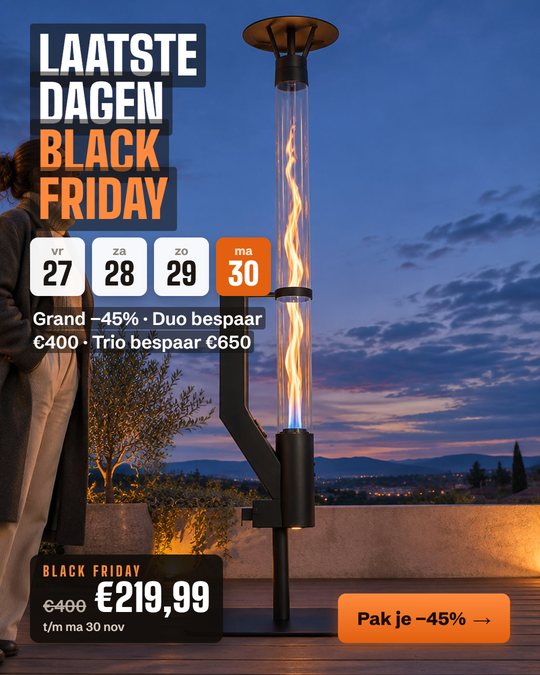 LAATSTE
DAGEN
BLACK
FRIDAY
vr za zo ma
27 28 29 30
Grand −45% · Duo bespaar
€400 · Trio bespaar €650
BLACK FRIDAY
€400 €219,99
t/m ma 30 nov
Pak je −45% →